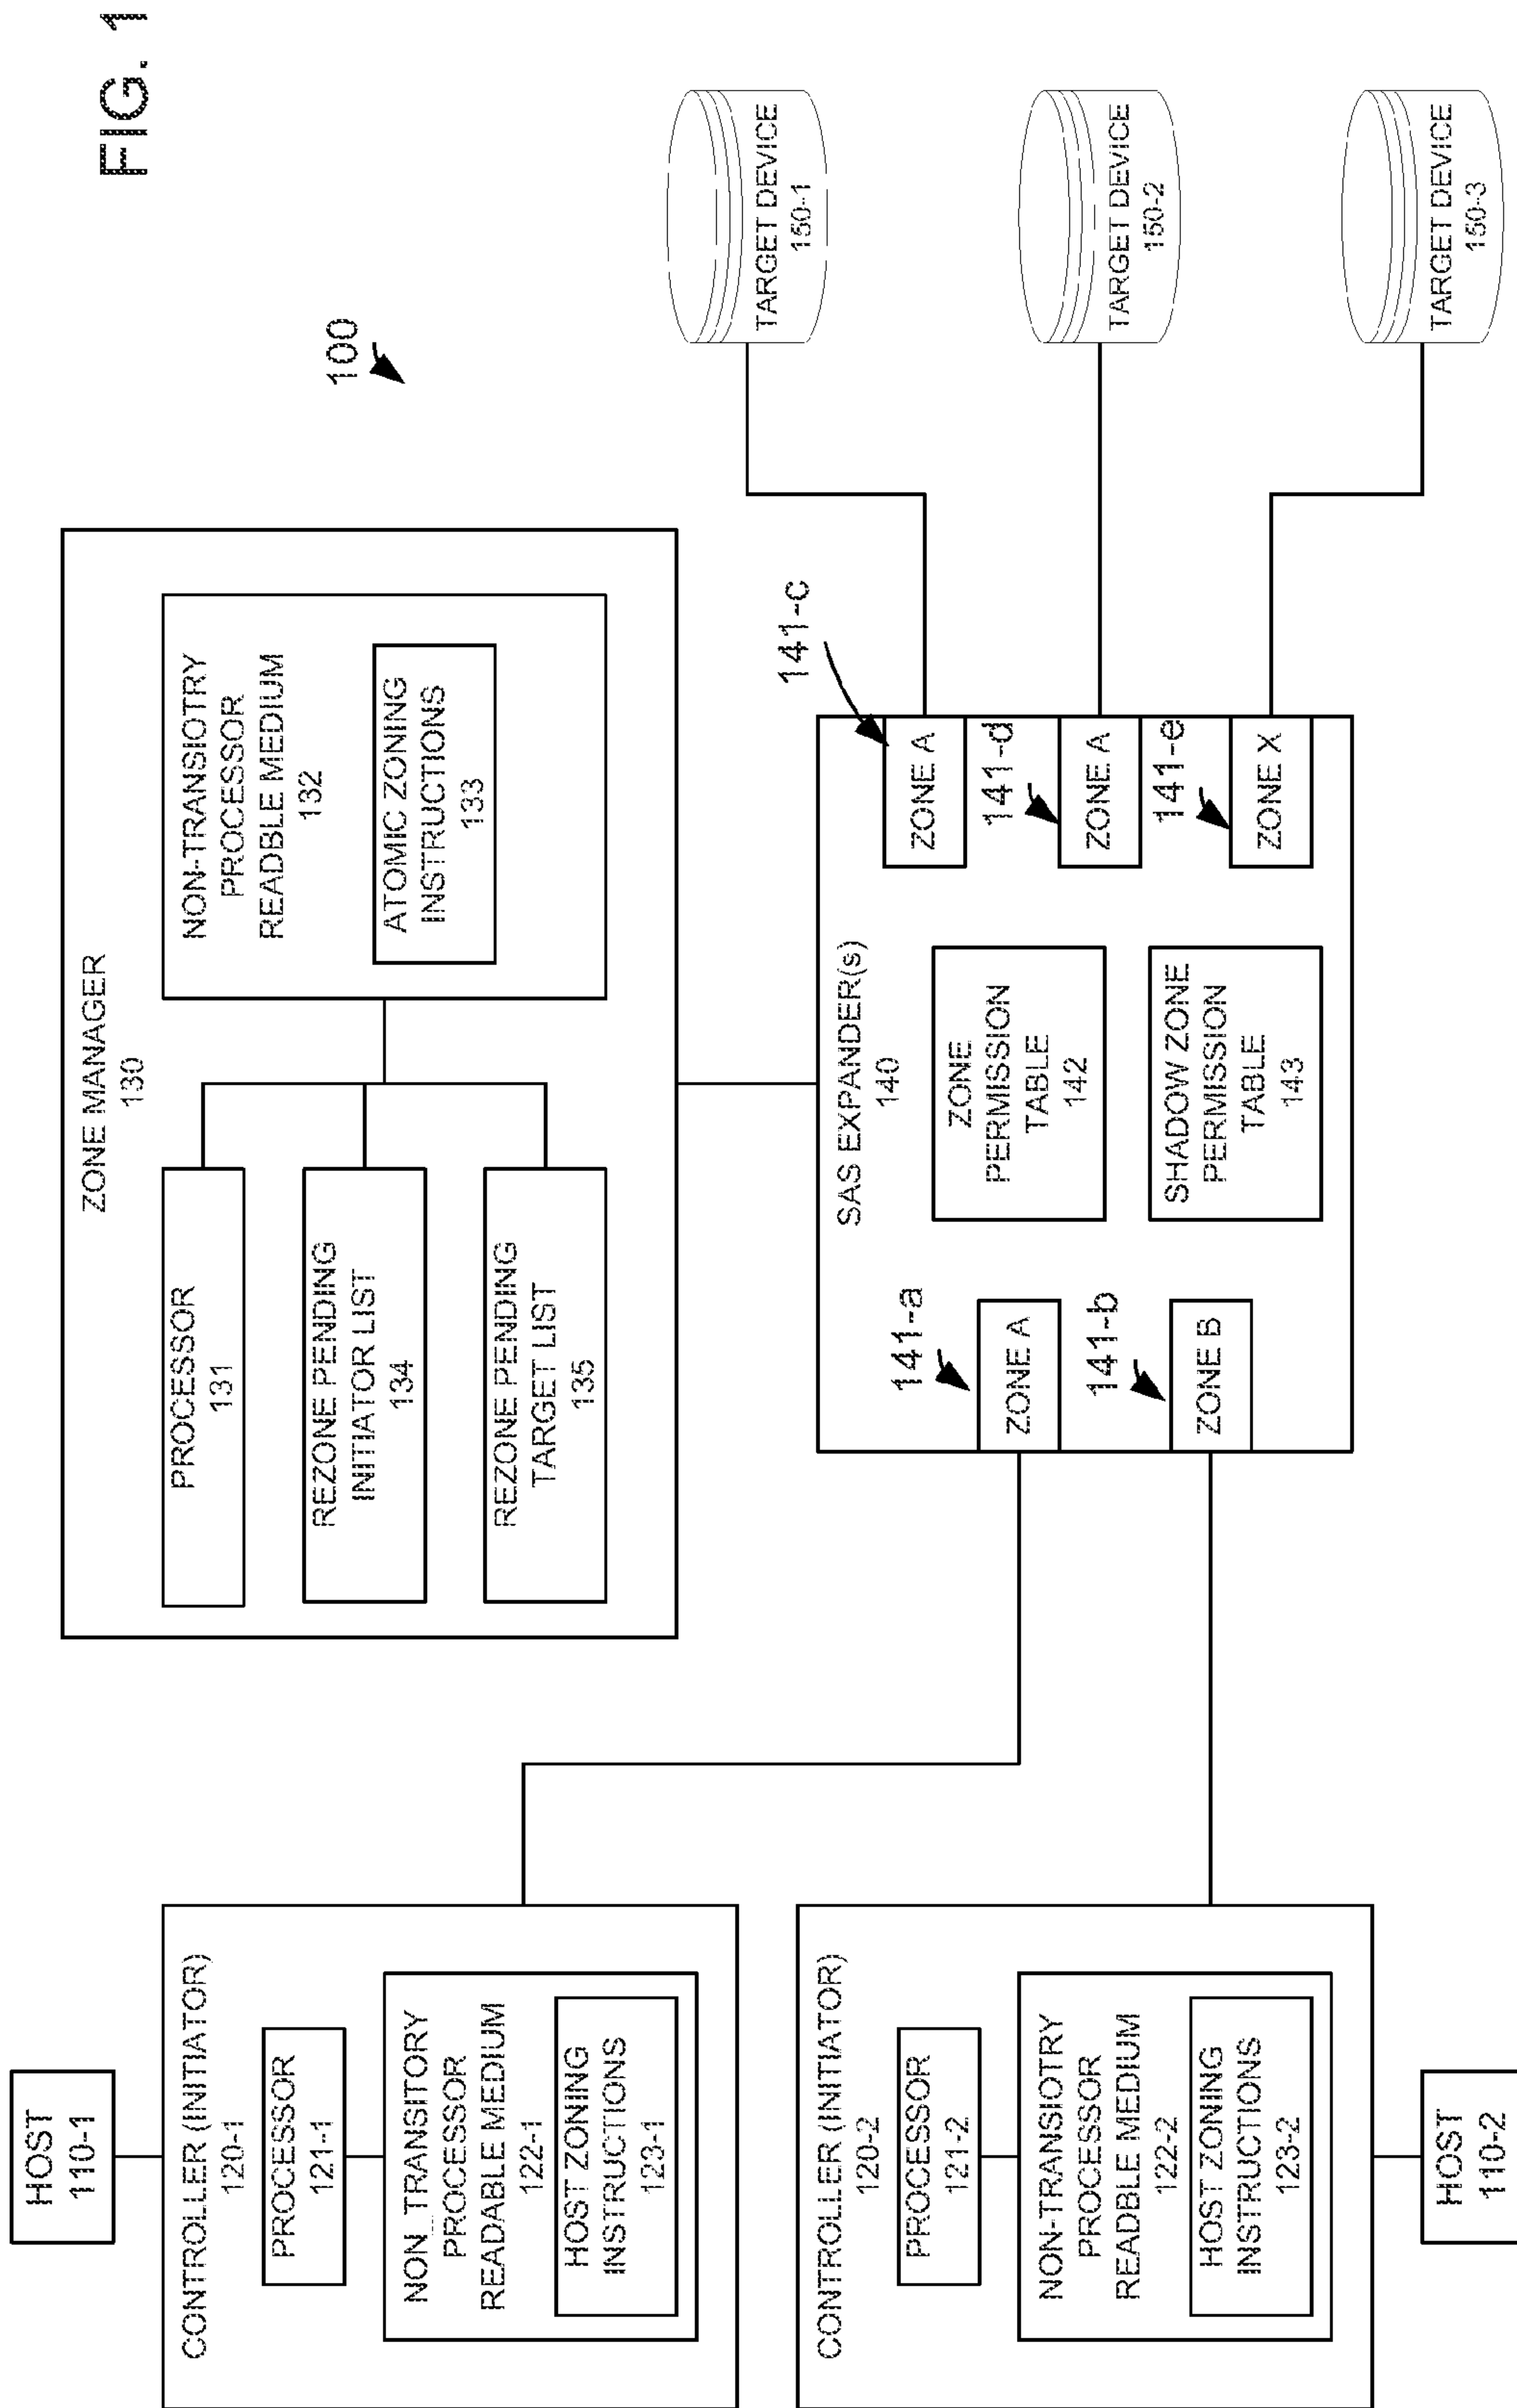 FIG. 1
100
HOST
110-1
CONTROLLER (INITIATOR)
120-1
PROCESSOR
121-1
NON TRANSITORY
PROCESSOR
READABLE MEDIUM
122-1
HOST ZONING
INSTRUCTIONS
123-1
CONTROLLER (INITIATOR)
120-2
PROCESSOR
121-2
NON-TRANSIOTRY
PROCESSOR
READBLE MEDIUM
122-2
HOST ZONING
INSTRUCTIONS
123-2
HOST
110-2
ZONE MANAGER
130
PROCESSOR
131
REZONE PENDING
INITIATOR LIST
134
REZONE PENDING
TARGET LIST
135
NON-TRANSIOTRY
PROCESSOR
READBLE MEDIUM
132
ATOMIC ZONING
INSTRUCTIONS
133
SAS EXPANDER(s)
140
141-a
ZONE A
141-b
ZONE B
ZONE
PERMISSION
TABLE
142
SHADOW ZONE
PERMISSION
TABLE
143
141-c
ZONE A
141-d
ZONE A
141-e
ZONE X
TARGET DEVICE
150-1
TARGET DEVICE
150-2
TARGET DEVICE
150-3